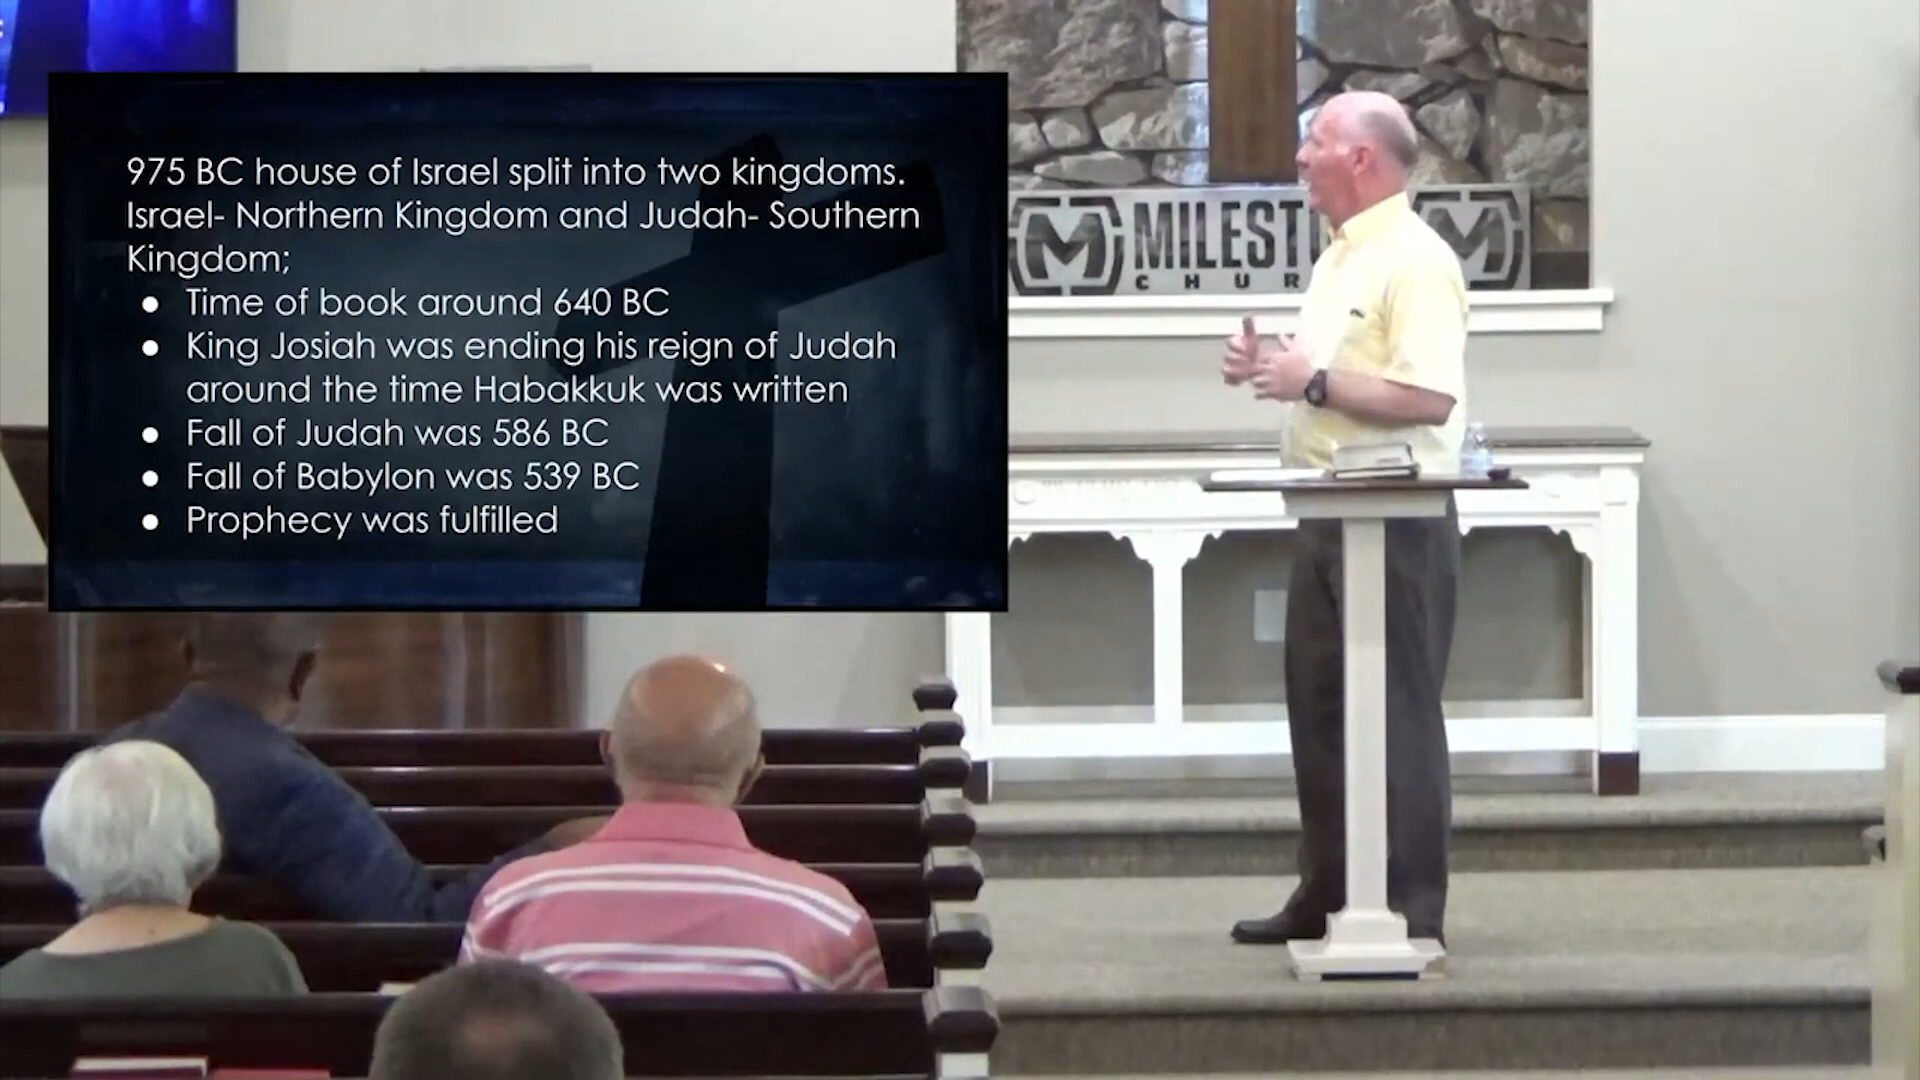 975 BC house of Israel split into two kingdoms.
Israel- Northern Kingdom and Judah- Southern
Kingdom;
● Time of book around 640 BC
● King Josiah was ending his reign of Judah
around the time Habakkuk was written
● Fall of Judah was 586 BC
● Fall of Babylon was 539 BC
● Prophecy was fulfilled
M MILESTO M
CHUR